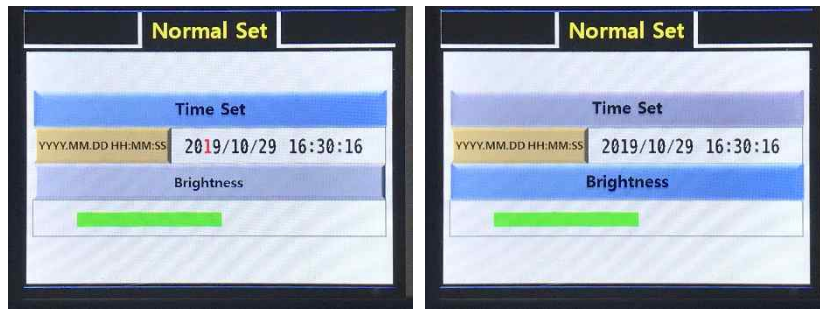 Normal Set
Time Set
YYYY.MM.DD HH:MM:SS 2019/10/29 16:30:16
Brightness
Normal Set
Time Set
YYYY.MM.DD HH:MM:SS 2019/10/29 16:30:16
Brightness